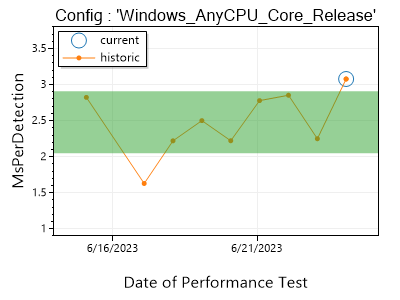 Config : 'Windows_AnyCPU_Core_Release'
current
historic
3.5
3
2.5
2
1.5
1
MsPerDetection
6/16/2023
6/21/2023
Date of Performance Test